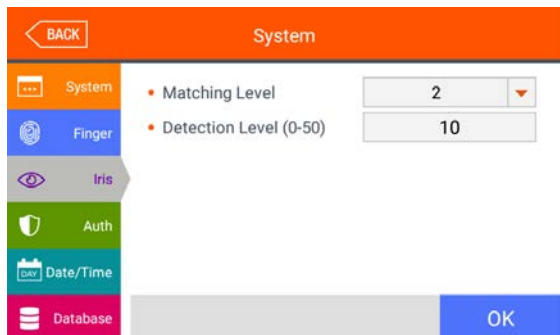 BACK
System
System
Finger
Iris
Auth
DAY Date/Time
Database
• Matching Level 2
• Detection Level (0-50) 10
OK